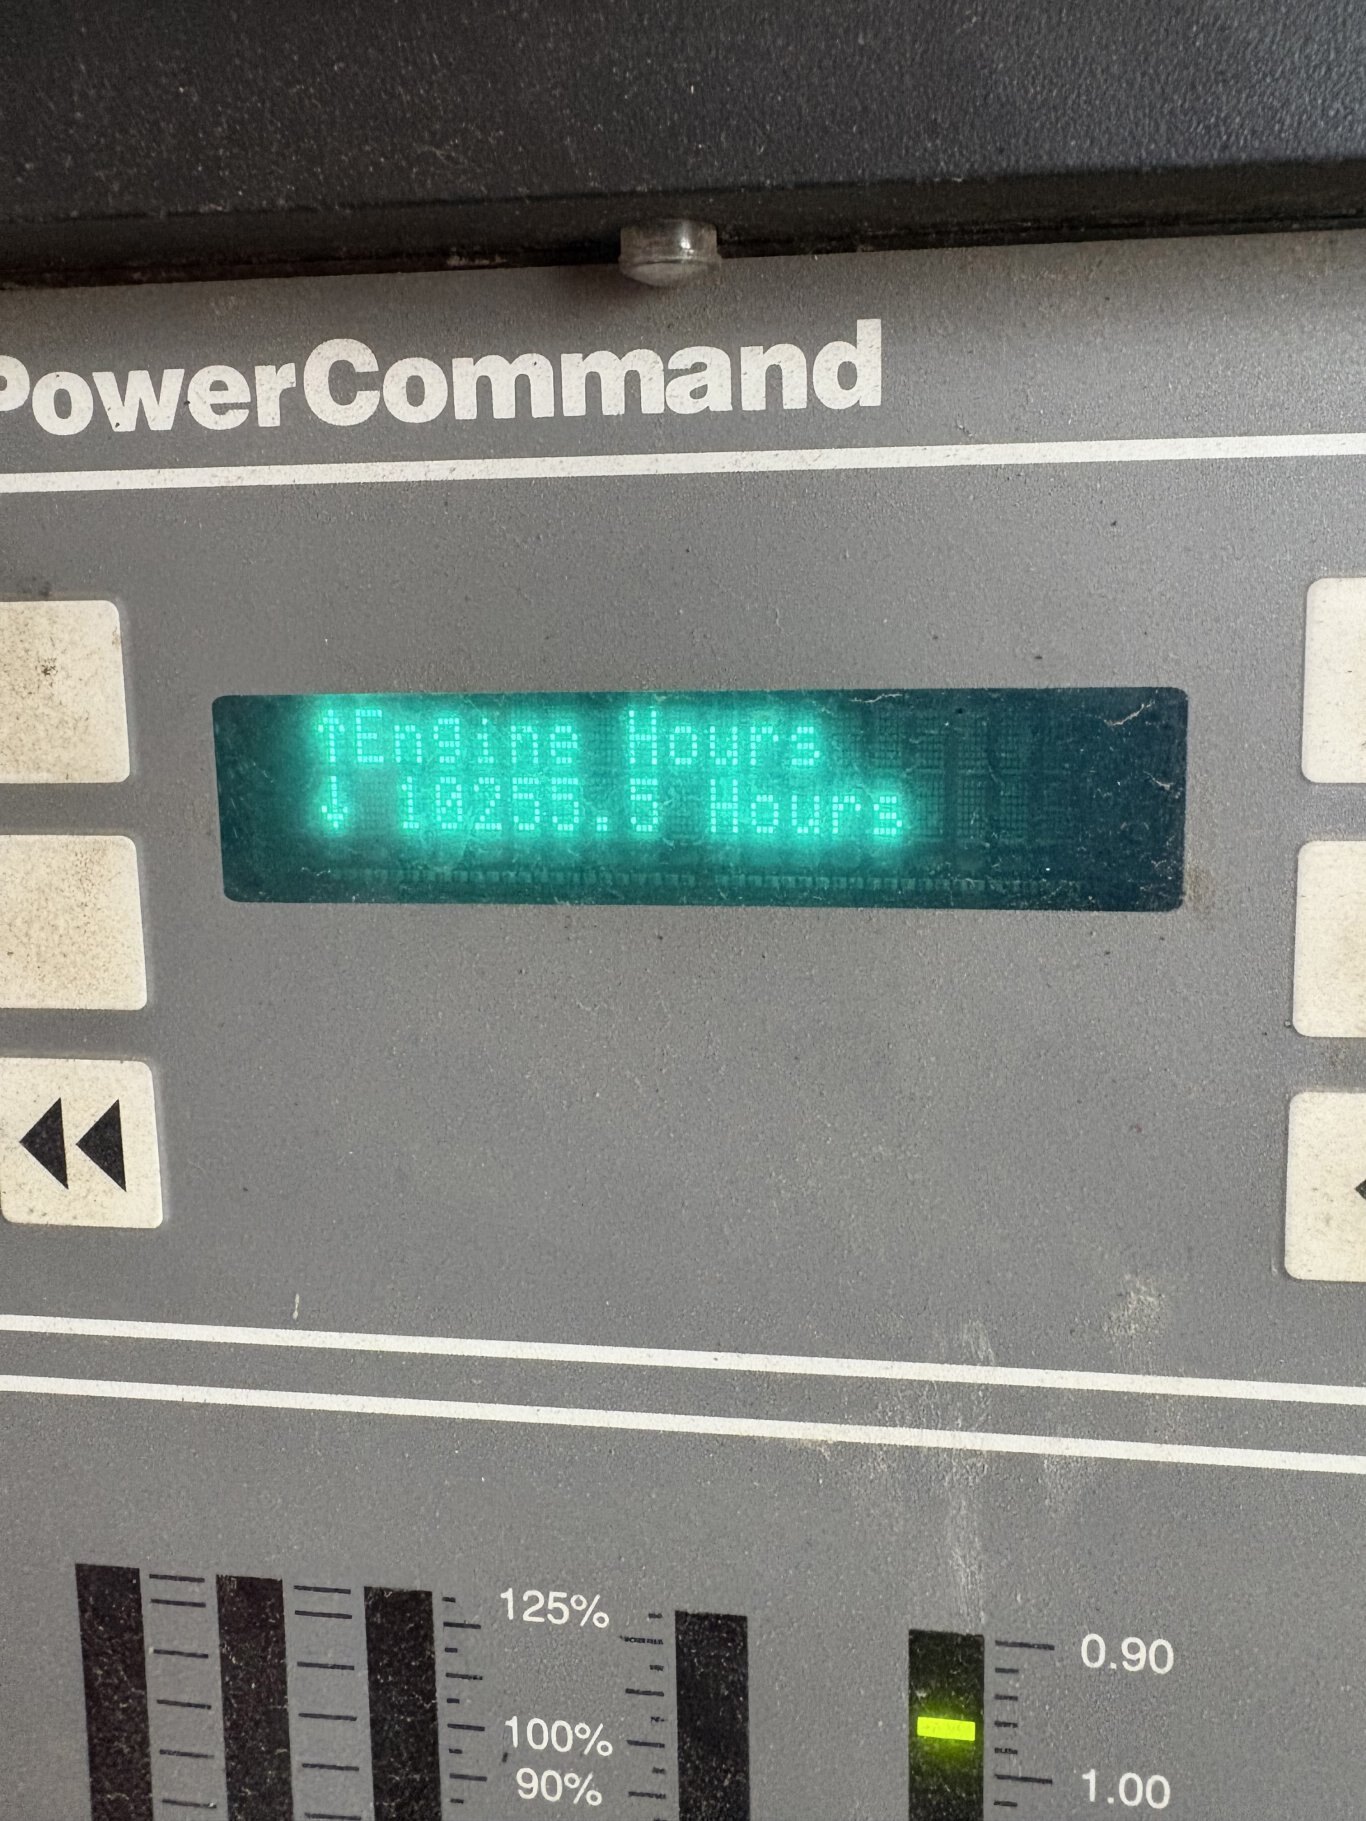 PowerCommand
↑Engine Hours
↓ 10255.5 Hours
125%
100%
90%
0.90
1.00